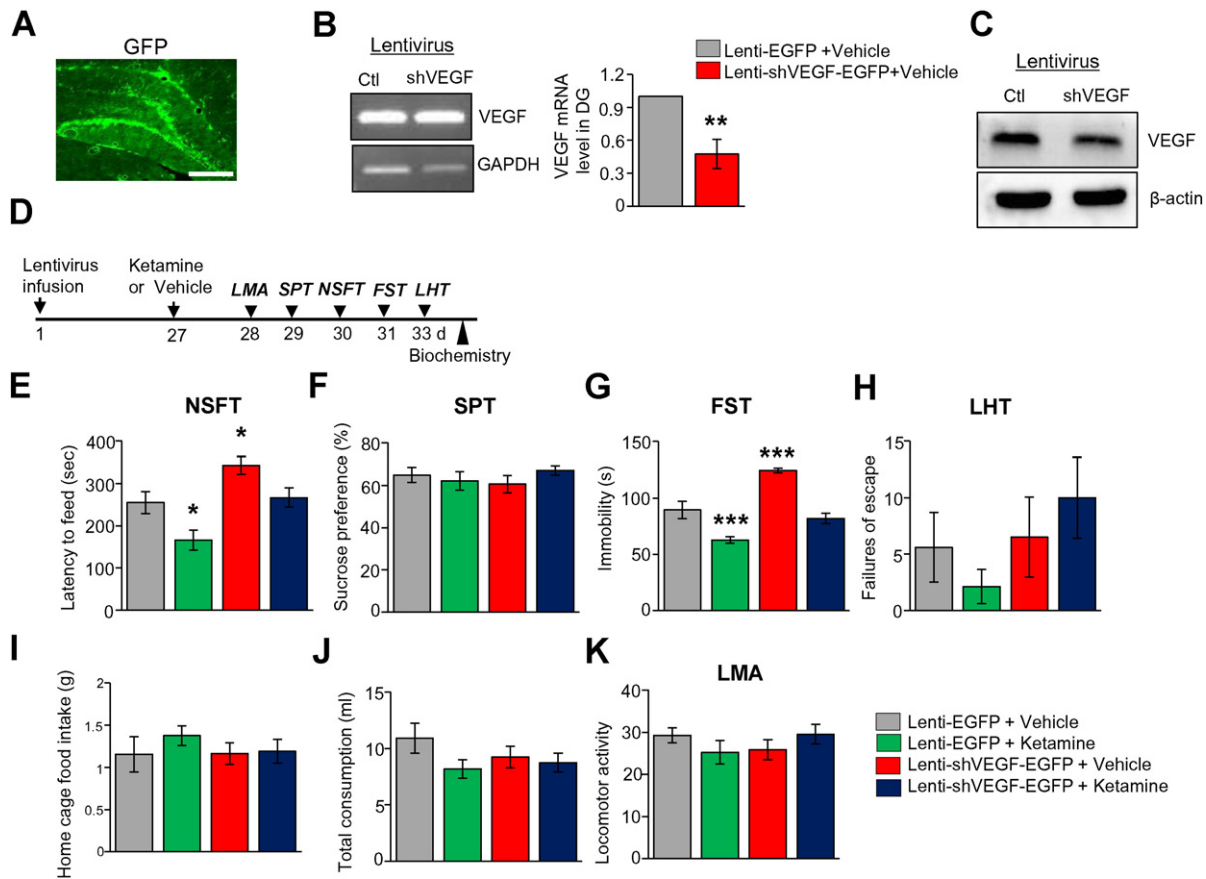 A
GFP
B
Lentivirus
Ctl shVEGF
VEGF
GAPDH
Lenti-EGFP +Vehicle
Lenti-shVEGF-EGFP+Vehicle
VEGF mRNA
level in DG
1.2
0.9
0.6
0.3
0
**
C
Lentivirus
Ctl shVEGF
VEGF
β-actin
D
Lentivirus
infusion
Ketamine
or Vehicle
LMA SPT NSFT FST LHT
1 27 28 29 30 31 33 d
Biochemistry
E
NSFT
Latency to feed (sec)
400
300
200
100
0
*
*
F
SPT
Sucrose preference (%)
80
60
40
20
0
G
FST
Immobility (s)
150
100
50
0
***
***
H
LHT
Failures of escape
15
10
5
0
I
Home cage food intake (g)
2
1.5
1
0.5
0
J
Total consumption (ml)
15
10
5
0
K
LMA
Locomotor activity
40
30
20
10
0
Lenti-EGFP + Vehicle
Lenti-EGFP + Ketamine
Lenti-shVEGF-EGFP + Vehicle
Lenti-shVEGF-EGFP + Ketamine